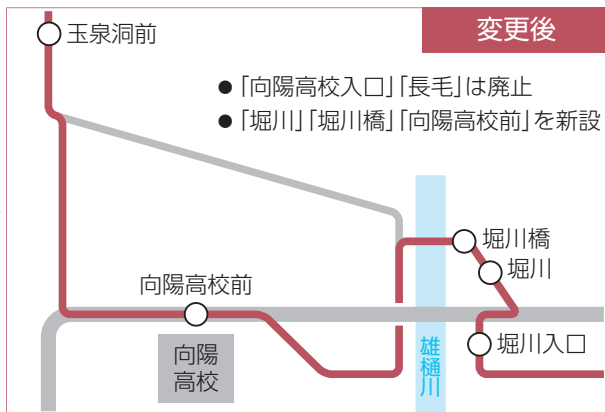 変更後
玉泉洞前
●「向陽高校入口」「長毛」は廃止
●「堀川」「堀川橋」「向陽高校前」を新設
堀川橋
堀川
向陽高校前
堀川入口
向陽
高校
雄樋川